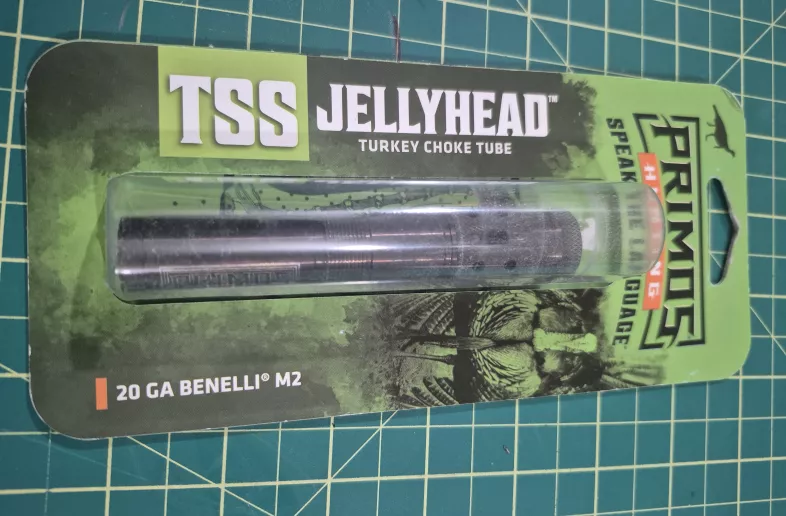 TSS JELLYHEAD™
TURKEY CHOKE TUBE
20 GA BENELLI® M2
PRIMOS
HUNTING
SPEAK THE LANGUAGE